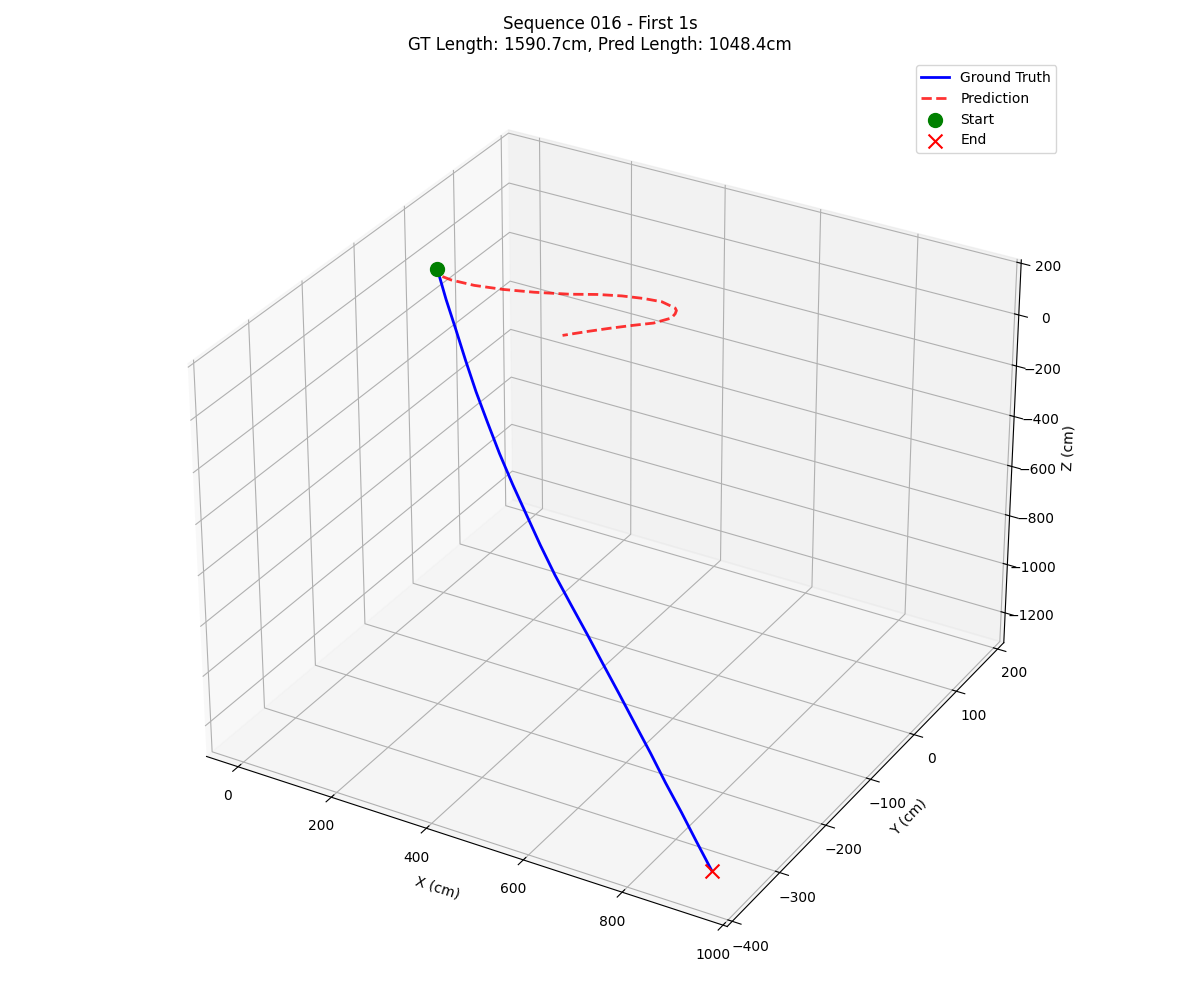 Sequence 016 - First 1s
GT Length: 1590.7cm, Pred Length: 1048.4cm
Ground Truth
Prediction
Start
End
200
0
−200
−400
−600
−800
−1000
−1200
Z (cm)
200
100
0
−100
−200
−300
−400
Y (cm)
0
200
400
600
800
1000
X (cm)